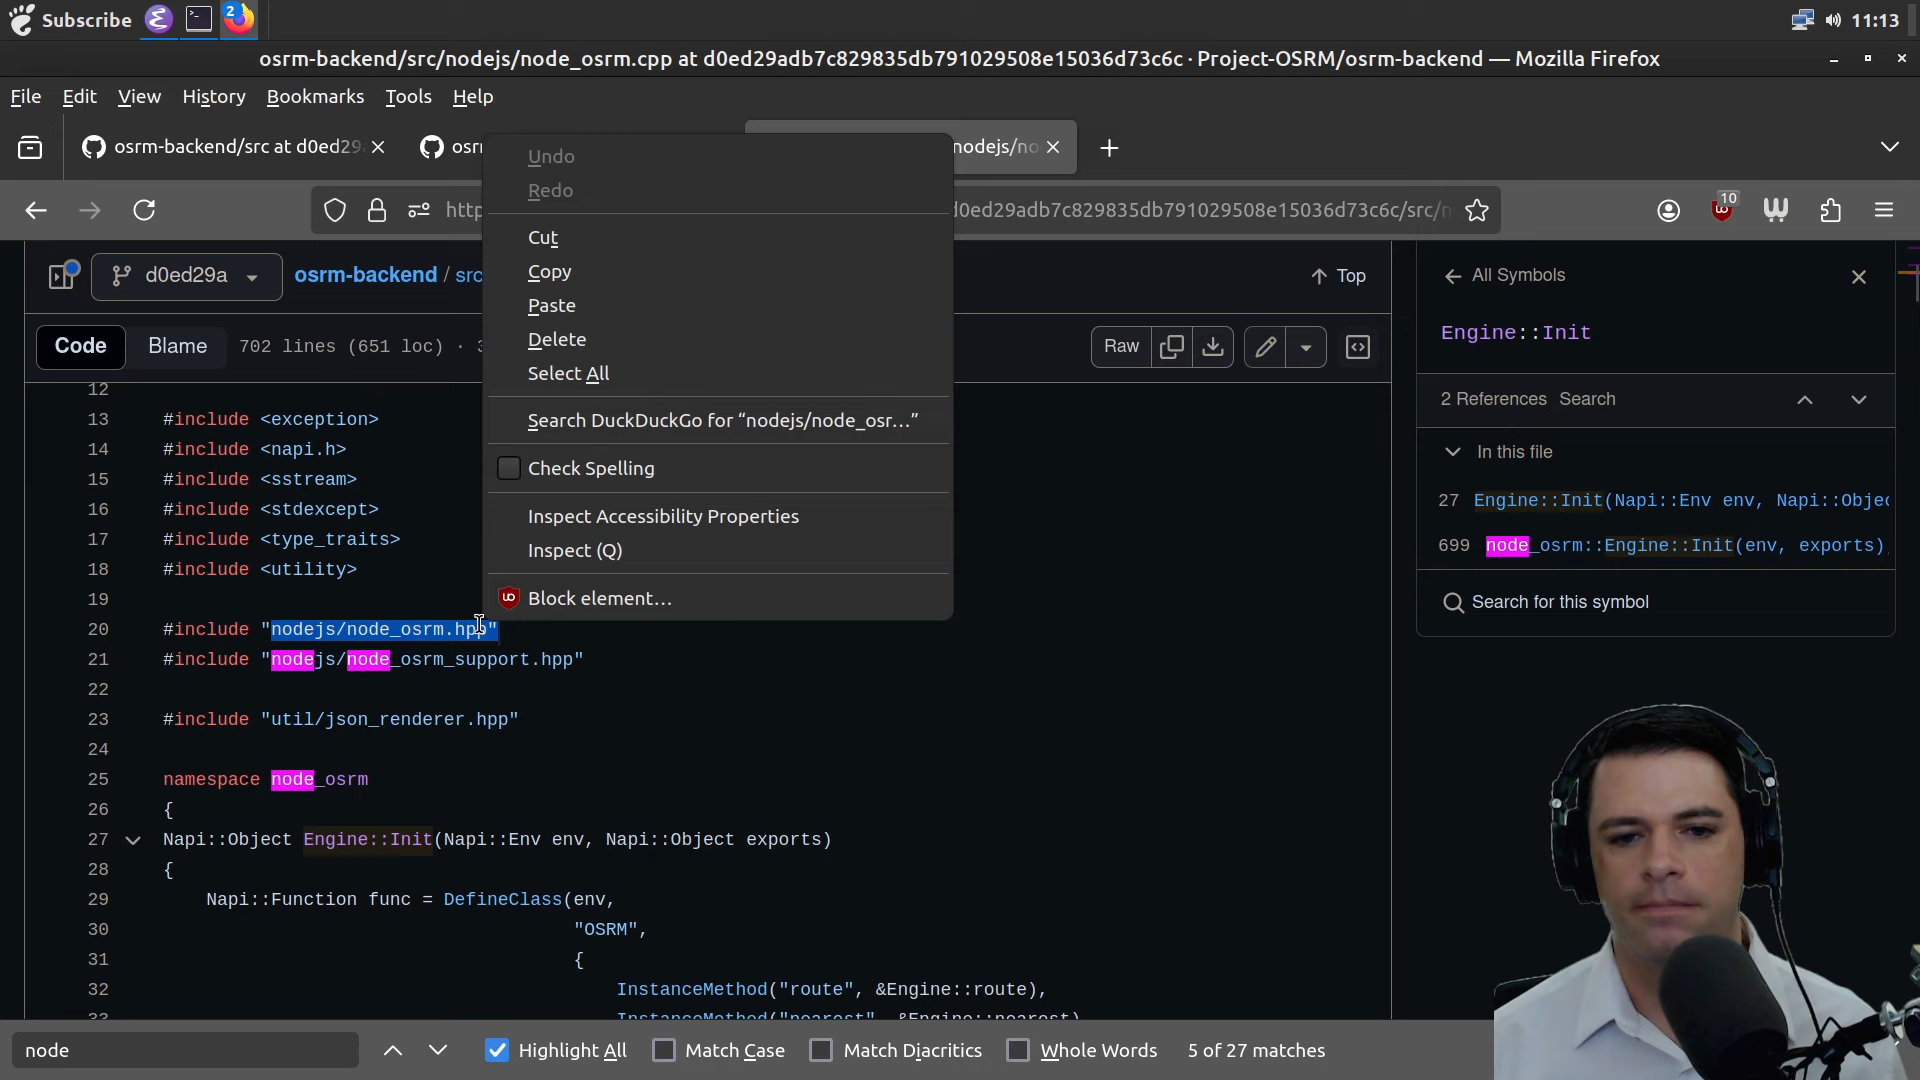 Subscribe
2
11:13
osrm-backend/src/nodejs/node_osrm.cpp at d0ed29adb7c829835db791029508e15036d73c6c · Project-OSRM/osrm-backend — Mozilla Firefox
File Edit View History Bookmarks Tools Help
osrm-backend/src at d0ed29
osr
nodejs/no
http
d0ed29adb7c829835db791029508e15036d73c6c/src/n
10
d0ed29a
osrm-backend / src
Top
Code Blame 702 lines (651 loc) · 3
Raw
12
13 #include <exception>
14 #include <napi.h>
15 #include <sstream>
16 #include <stdexcept>
17 #include <type_traits>
18 #include <utility>
19
20 #include "nodejs/node_osrm.hpp"
21 #include "nodejs/node_osrm_support.hpp"
22
23 #include "util/json_renderer.hpp"
24
25 namespace node_osrm
26 {
27 Napi::Object Engine::Init(Napi::Env env, Napi::Object exports)
28 {
29 Napi::Function func = DefineClass(env,
30 "OSRM",
31 {
32 InstanceMethod("route", &Engine::route),
33 InstanceMethod("nearest", &Engine::nearest)
Undo
Redo
Cut
Copy
Paste
Delete
Select All
Search DuckDuckGo for “nodejs/node_osr…”
Check Spelling
Inspect Accessibility Properties
Inspect (Q)
Block element…
All Symbols
Engine::Init
2 References Search
In this file
27 Engine::Init(Napi::Env env, Napi::Objec
699 node_osrm::Engine::Init(env, exports)
Search for this symbol
node
Highlight All
Match Case
Match Diacritics
Whole Words
5 of 27 matches